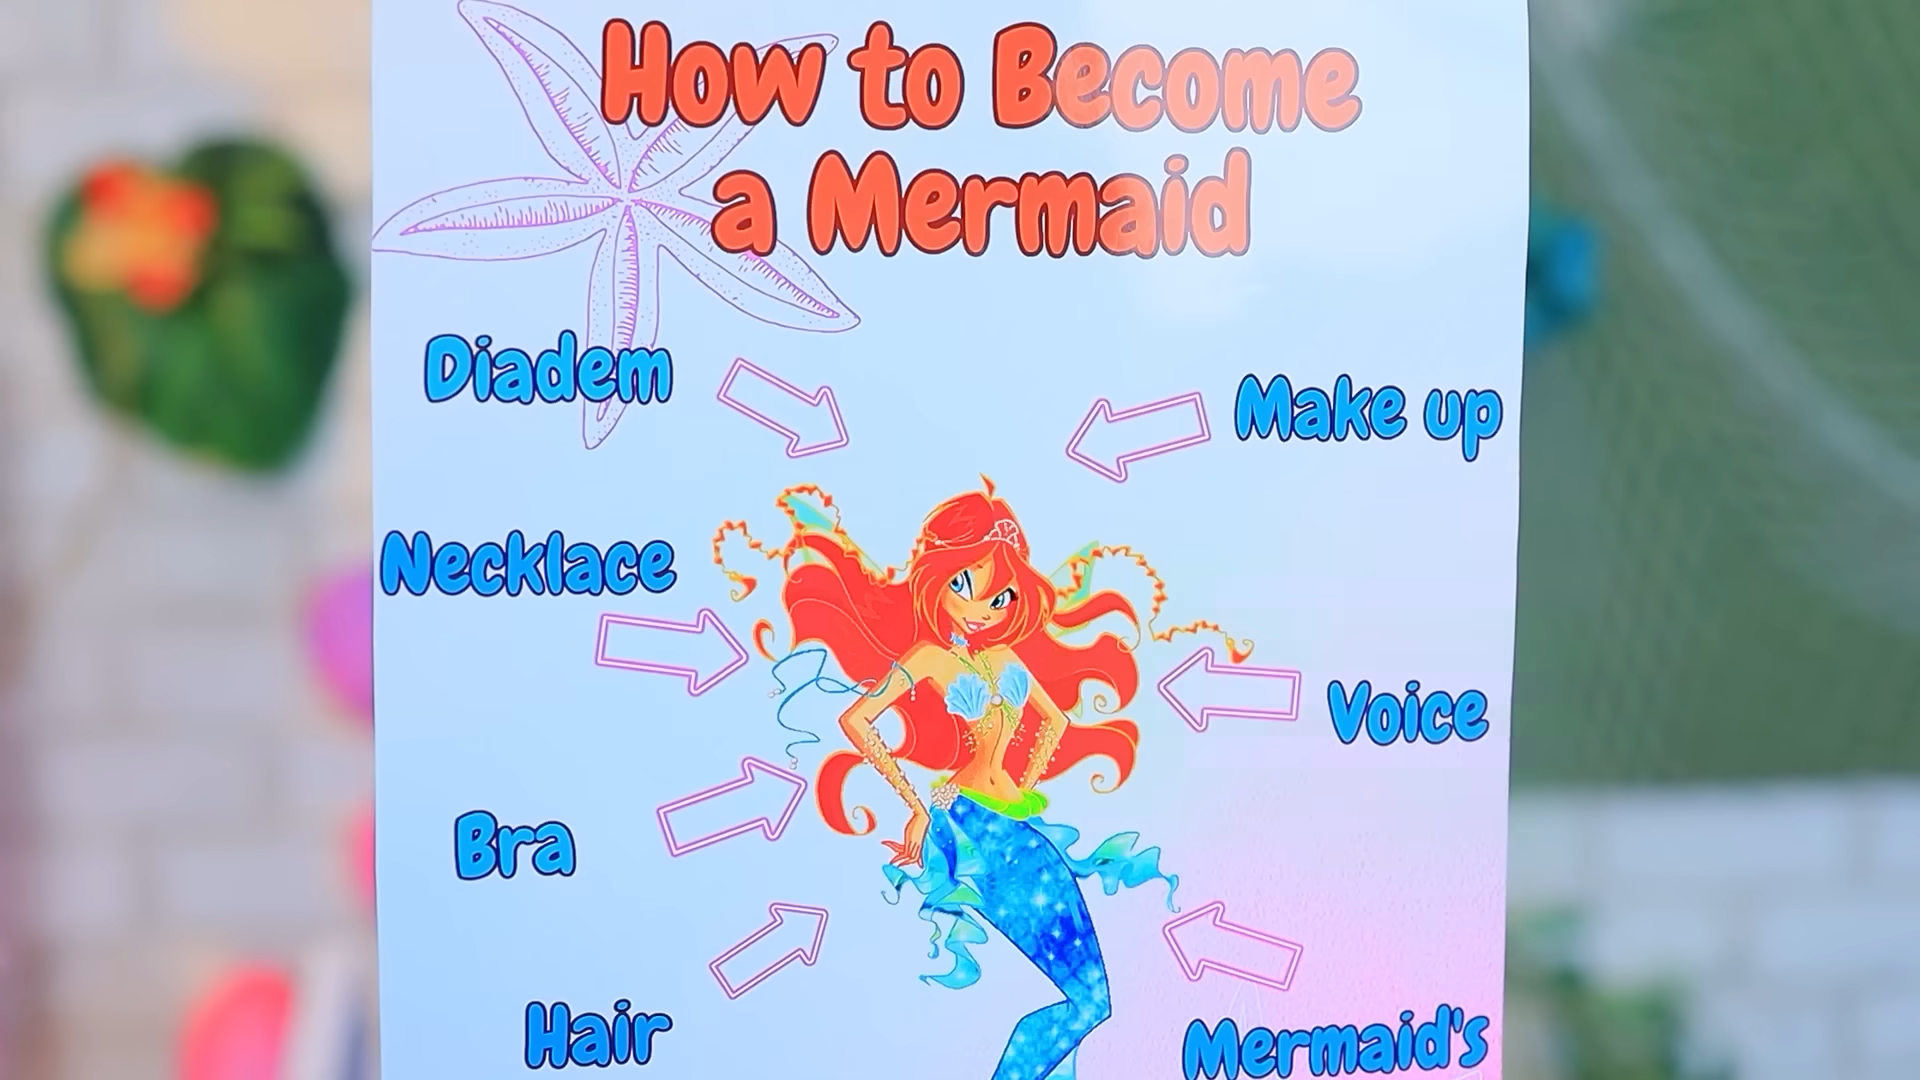 How to Become
a Mermaid
Diadem
Make up
Necklace
Voice
Bra
Hair
Mermaid's